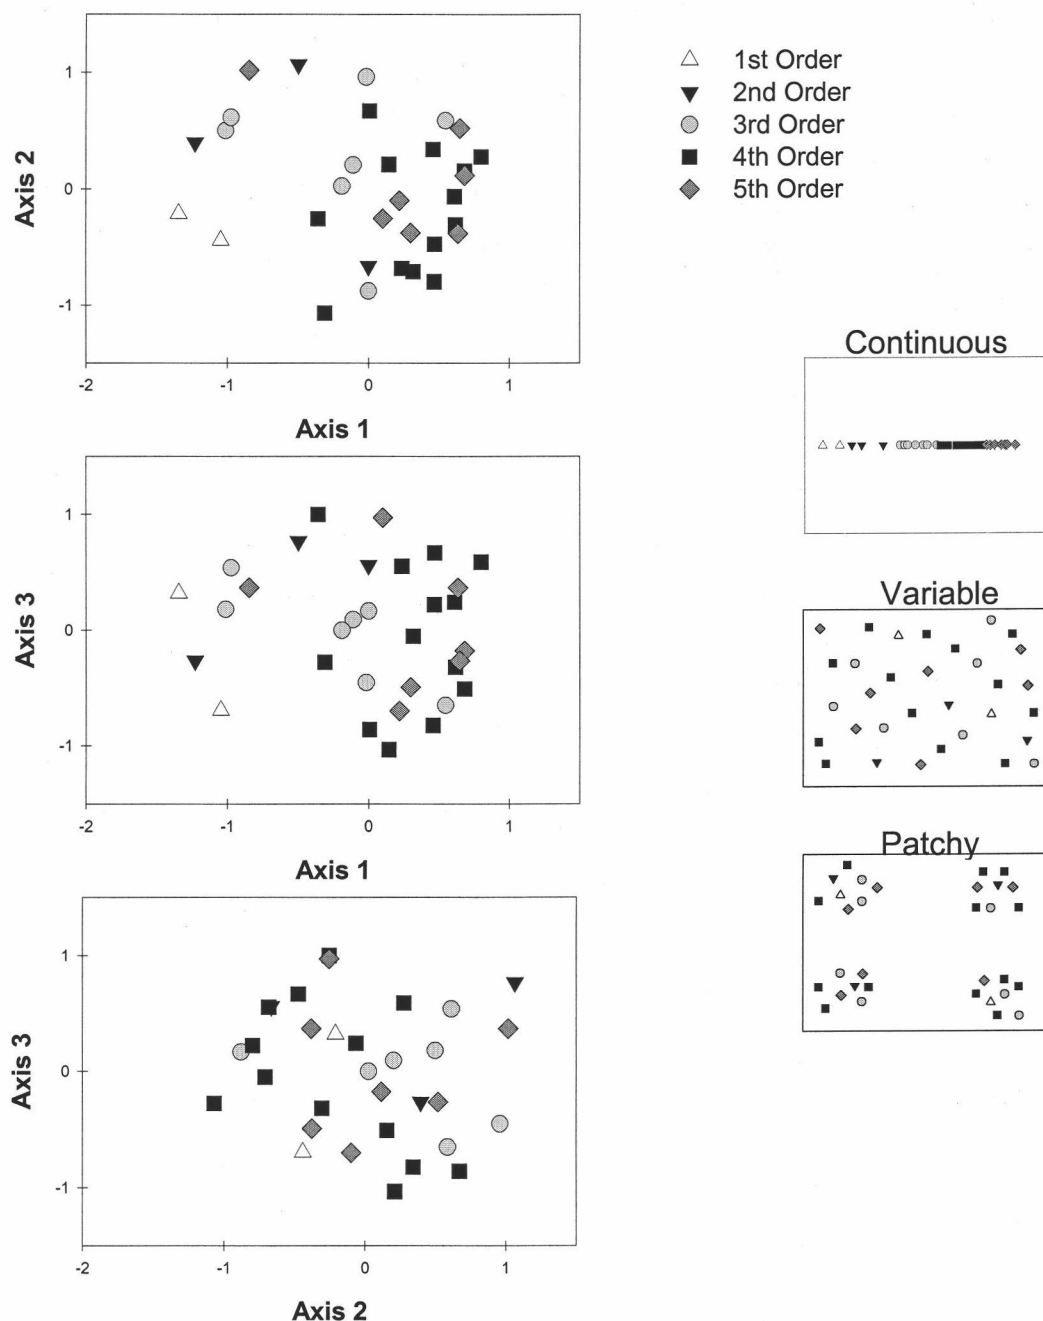 1
0
-1
Axis 2
-2
-1
0
1
Axis 1
1st Order
2nd Order
3rd Order
4th Order
5th Order
1
0
-1
Axis 3
-2
-1
0
1
Axis 1
1
0
-1
Axis 3
-2
-1
0
1
Axis 2
Continuous
Variable
Patchy